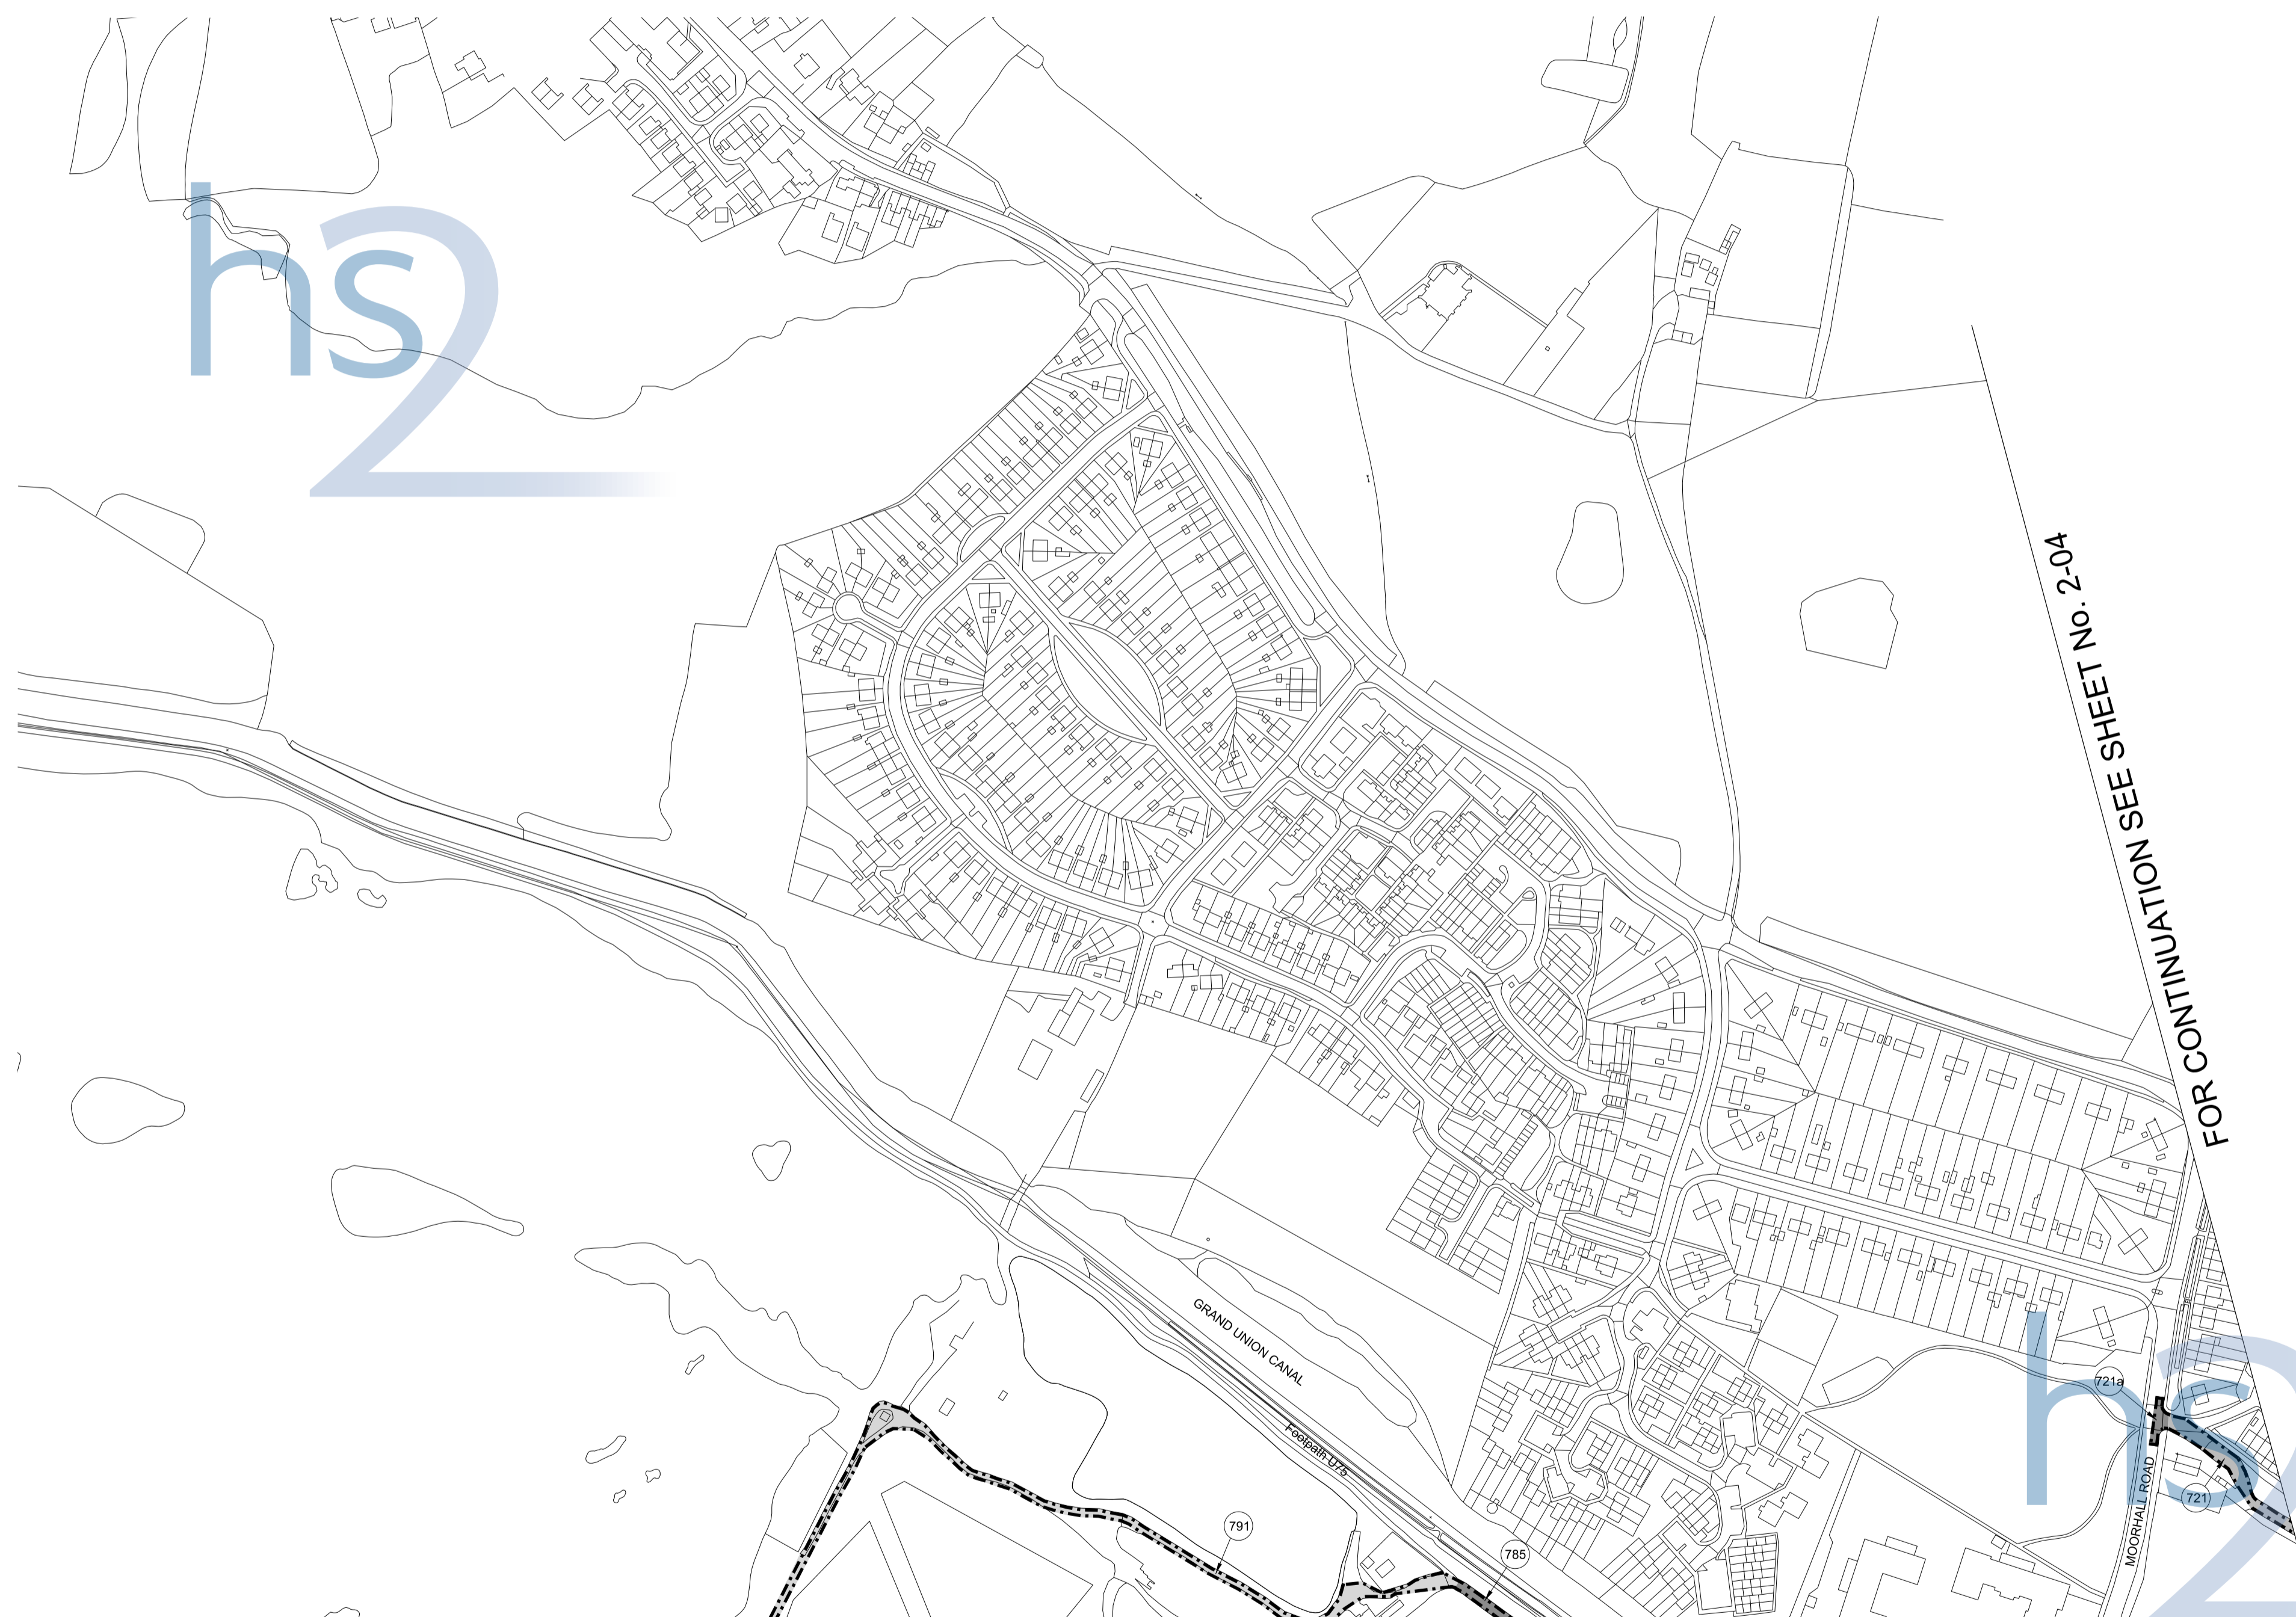 hs2
FOR CONTINUATION SEE SHEET No. 2-04
GRAND UNION CANAL
Footpath U75
721a
hs2
721
MOORHALL ROAD
791
785